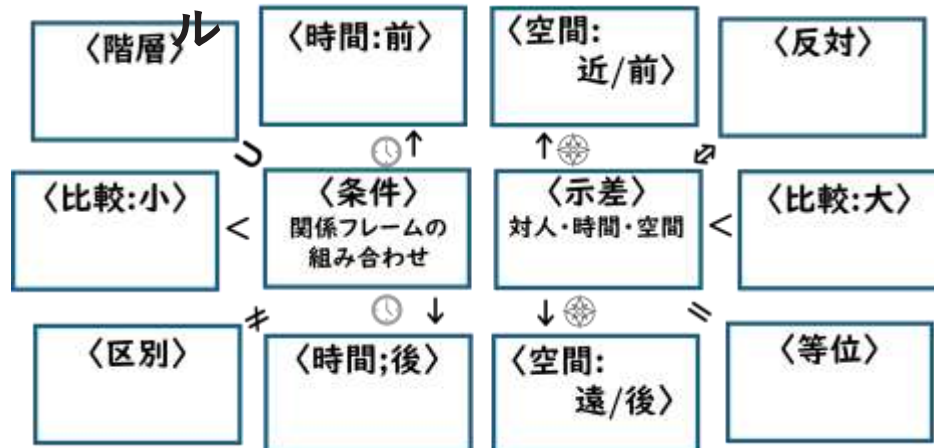 ル
〈階層〉
〈時間:前〉
〈空間:
近/前〉
〈反対〉
∪
↑
↑
⇔
〈比較:小〉
<
〈条件〉
関係フレームの
組み合わせ
〈示差〉
対人・時間・空間
<
〈比較:大〉
≠
↓
↓
=
〈区別〉
〈時間;後〉
〈空間:
遠/後〉
〈等位〉